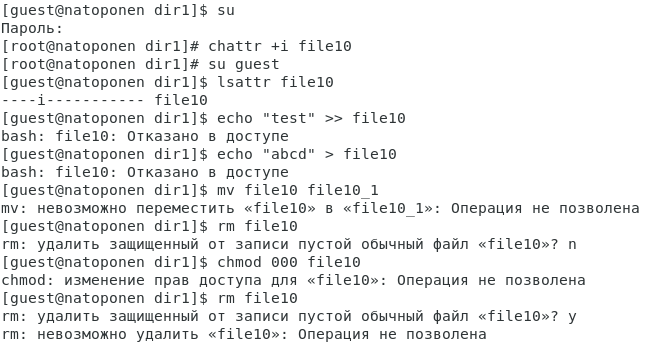 [guest@natoponen dir1]$ su
Пароль:
[root@natoponen dir1]# chattr +i file10
[root@natoponen dir1]# su guest
[guest@natoponen dir1]$ lsattr file10
----i----------- file10
[guest@natoponen dir1]$ echo "test" >> file10
bash: file10: Отказано в доступе
[guest@natoponen dir1]$ echo "abcd" > file10
bash: file10: Отказано в доступе
[guest@natoponen dir1]$ mv file10 file10_1
mv: невозможно переместить «file10» в «file10_1»: Операция не позволена
[guest@natoponen dir1]$ rm file10
rm: удалить защищенный от записи пустой обычный файл «file10»? n
[guest@natoponen dir1]$ chmod 000 file10
chmod: изменение прав доступа для «file10»: Операция не позволена
[guest@natoponen dir1]$ rm file10
rm: удалить защищенный от записи пустой обычный файл «file10»? y
rm: невозможно удалить «file10»: Операция не позволена